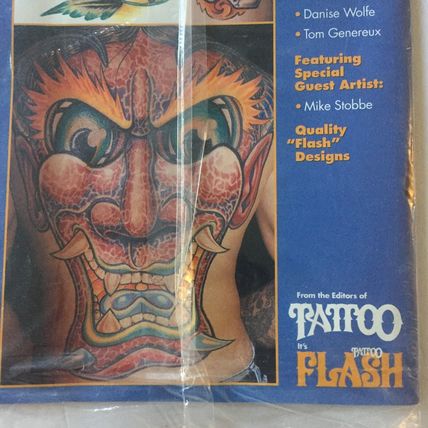 • Danise Wolfe
• Tom Genereux
Featuring
Special
Guest Artist:
• Mike Stobbe
Quality
"Flash"
Designs
From the Editors of
TATTOO
It's
TATTOO
FLASH